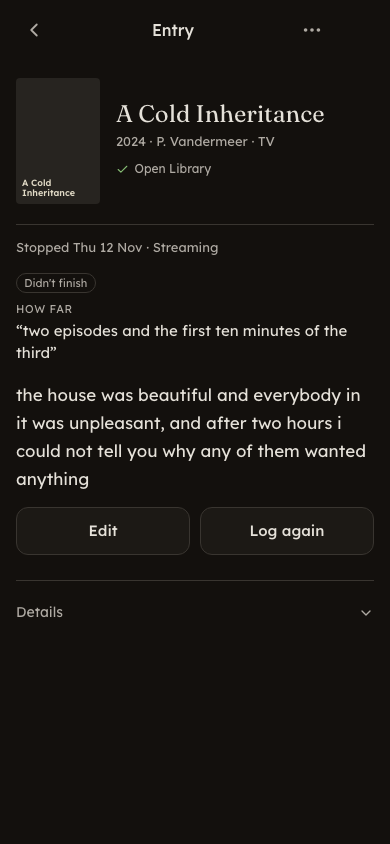 Entry
A Cold
Inheritance
A Cold Inheritance
2024 · P. Vandermeer · TV
Open Library
Stopped Thu 12 Nov · Streaming
Didn't finish
HOW FAR
“two episodes and the first ten minutes of the
third”
the house was beautiful and everybody in
it was unpleasant, and after two hours i
could not tell you why any of them wanted
anything
Edit
Log again
Details